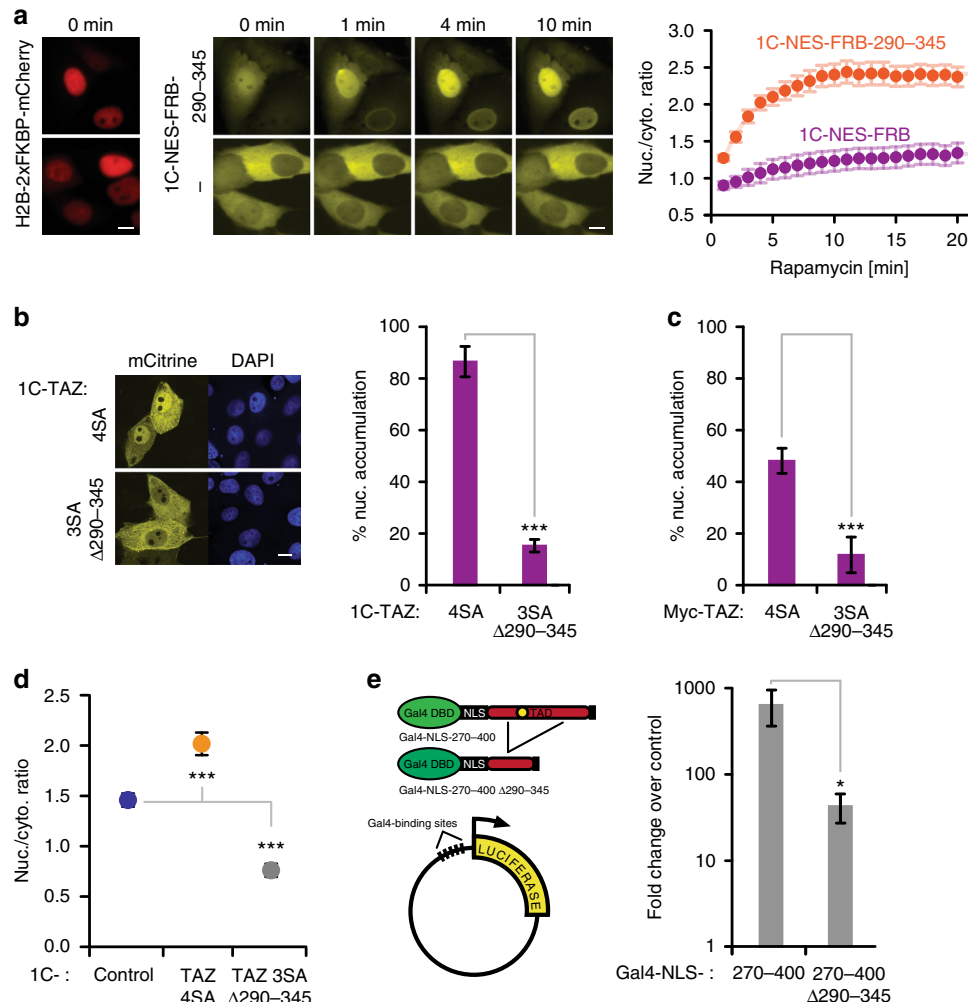 a
0 min
0 min
1 min
4 min
10 min
H2B-2xFKBP-mCherry
1C-NES-FRB-
290–345
–
Nuc./cyto. ratio
2.5
2.0
1.5
1.0
0.5
1C-NES-FRB-290–345
1C-NES-FRB
0
5
10
15
20
Rapamycin [min]
b
mCitrine
DAPI
1C-TAZ:
4SA
3SA
Δ290–345
% nuc. accumulation
100
80
60
40
20
0
***
1C-TAZ:
4SA
3SA
Δ290–345
c
% nuc. accumulation
100
80
60
40
20
0
***
Myc-TAZ:
4SA
3SA
Δ290–345
d
Nuc./cyto. ratio
2.5
2.0
1.5
1.0
0.5
0.0
***
***
1C- :
Control
TAZ
4SA
TAZ 3SA
Δ290–345
e
Gal4 DBD
NLS
TAD
Gal4-NLS-270–400
Gal4 DBD
NLS
Gal4-NLS-270–400 Δ290–345
Gal4-binding sites
LUCIFERASE
Fold change over control
1000
100
10
1
*
Gal4-NLS- :
270–400
270–400
Δ290–345